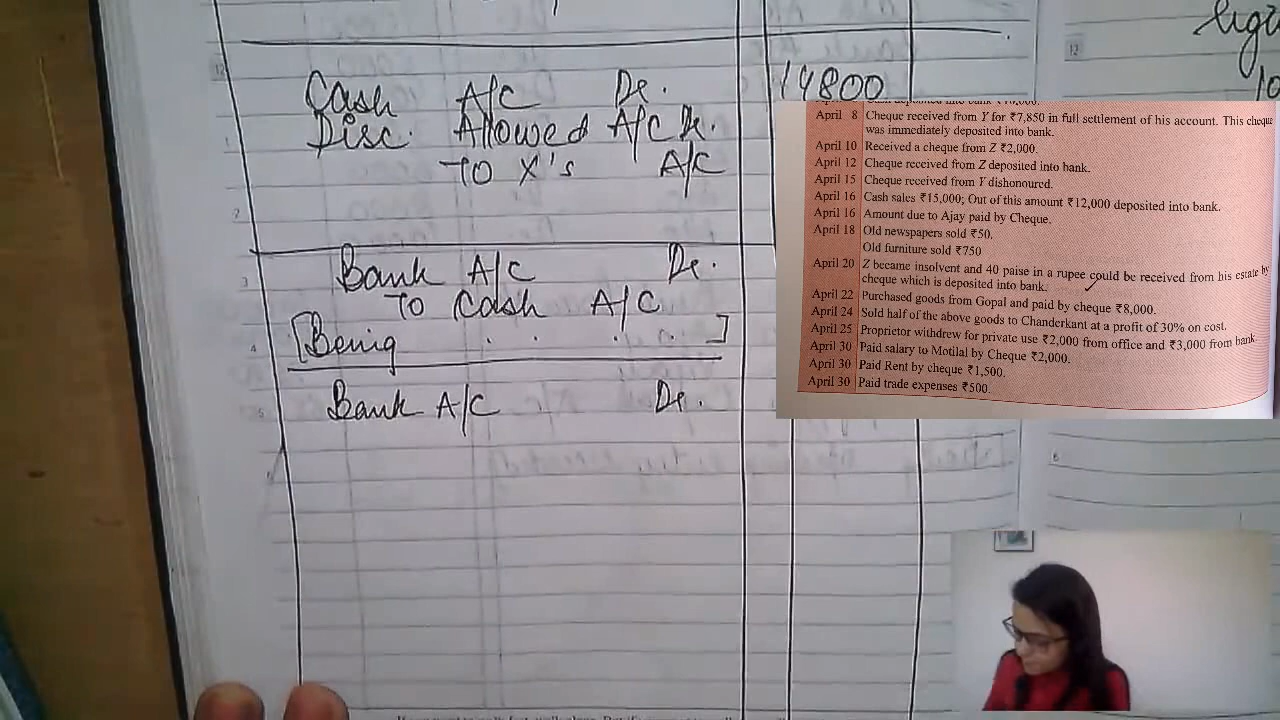 Cash A/C Dr. 14800
Disc. Allowed A/C Dr.
To X's A/C
Bank A/C Dr.
To Cash A/C
[Benig . . . . ]
Bank A/C Dr.
April 8 Cheque received from Y for ₹7,850 in full settlement of his account. This cheque
was immediately deposited into bank.
April 10 Received a cheque from Z ₹2,000.
April 12 Cheque received from Z deposited into bank.
April 15 Cheque received from Y dishonoured.
April 16 Cash sales ₹15,000; Out of this amount ₹12,000 deposited into bank.
April 16 Amount due to Ajay paid by Cheque.
April 18 Old newspapers sold ₹50.
Old furniture sold ₹750
April 20 Z became insolvent and 40 paise in a rupee could be received from his estate by
cheque which is deposited into bank.
April 22 Purchased goods from Gopal and paid by cheque ₹8,000.
April 24 Sold half of the above goods to Chanderkant at a profit of 30% on cost.
April 25 Proprietor withdrew for private use ₹2,000 from office and ₹3,000 from bank
April 30 Paid salary to Motilal by Cheque ₹2,000.
April 30 Paid Rent by cheque ₹1,500.
April 30 Paid trade expenses ₹500.